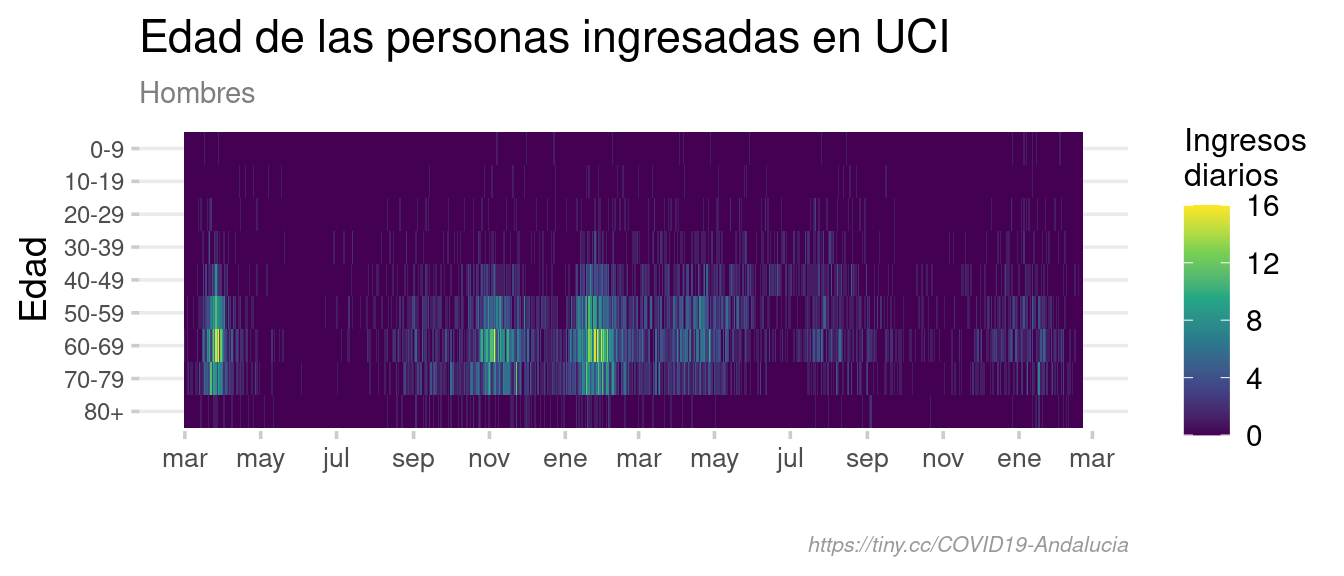 Edad de las personas ingresadas en UCI
Hombres
Edad
0-9
10-19
20-29
30-39
40-49
50-59
60-69
70-79
80+
mar may jul sep nov ene mar may jul sep nov ene mar
Ingresos
diarios
16
12
8
4
0
https://tiny.cc/COVID19-Andalucia